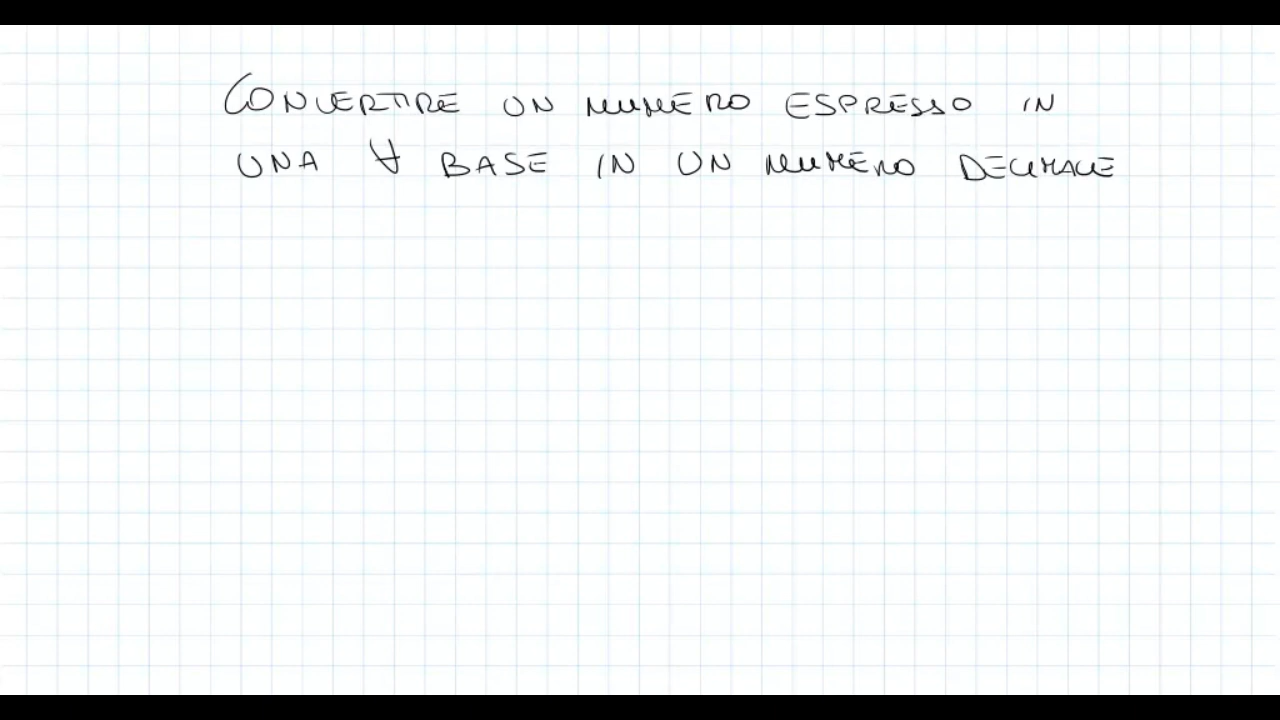 CONVERTIRE UN NUMERO ESPRESSO IN
UNA ∀ BASE IN UN NUMERO DECIMALE